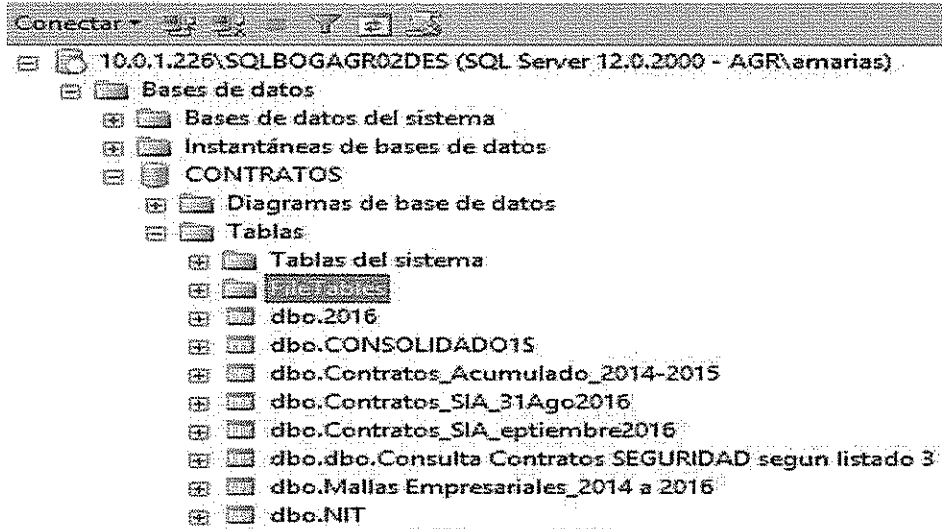 Conectar
10.0.1.226\SQLBOGAGR02DES (SQL Server 12.0.2000 - AGR\amarias)
Bases de datos
Bases de datos del sistema
Instantáneas de bases de datos
CONTRATOS
Diagramas de base de datos
Tablas
Tablas del sistema
FileTables
dbo.2016
dbo.CONSOLIDADO1S
dbo.Contratos_Acumulado_2014-2015
dbo.Contratos_SIA_31Ago2016
dbo.Contratos_SIA_eptiembre2016
dbo.dbo.Consulta Contratos SEGURIDAD segun listado 3
dbo.Mallas Empresariales_2014 a 2016
dbo.NIT